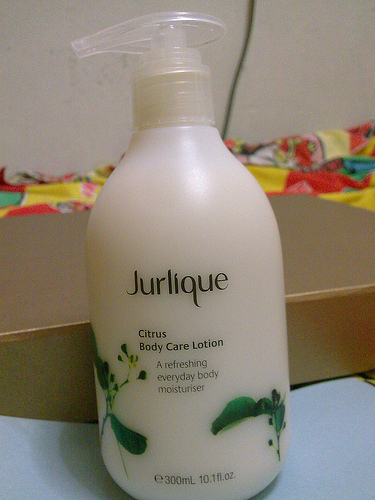 Jurlique
Citrus
Body Care Lotion
A refreshing
everyday body
moisturiser
℮300mL 10.1fl.oz.